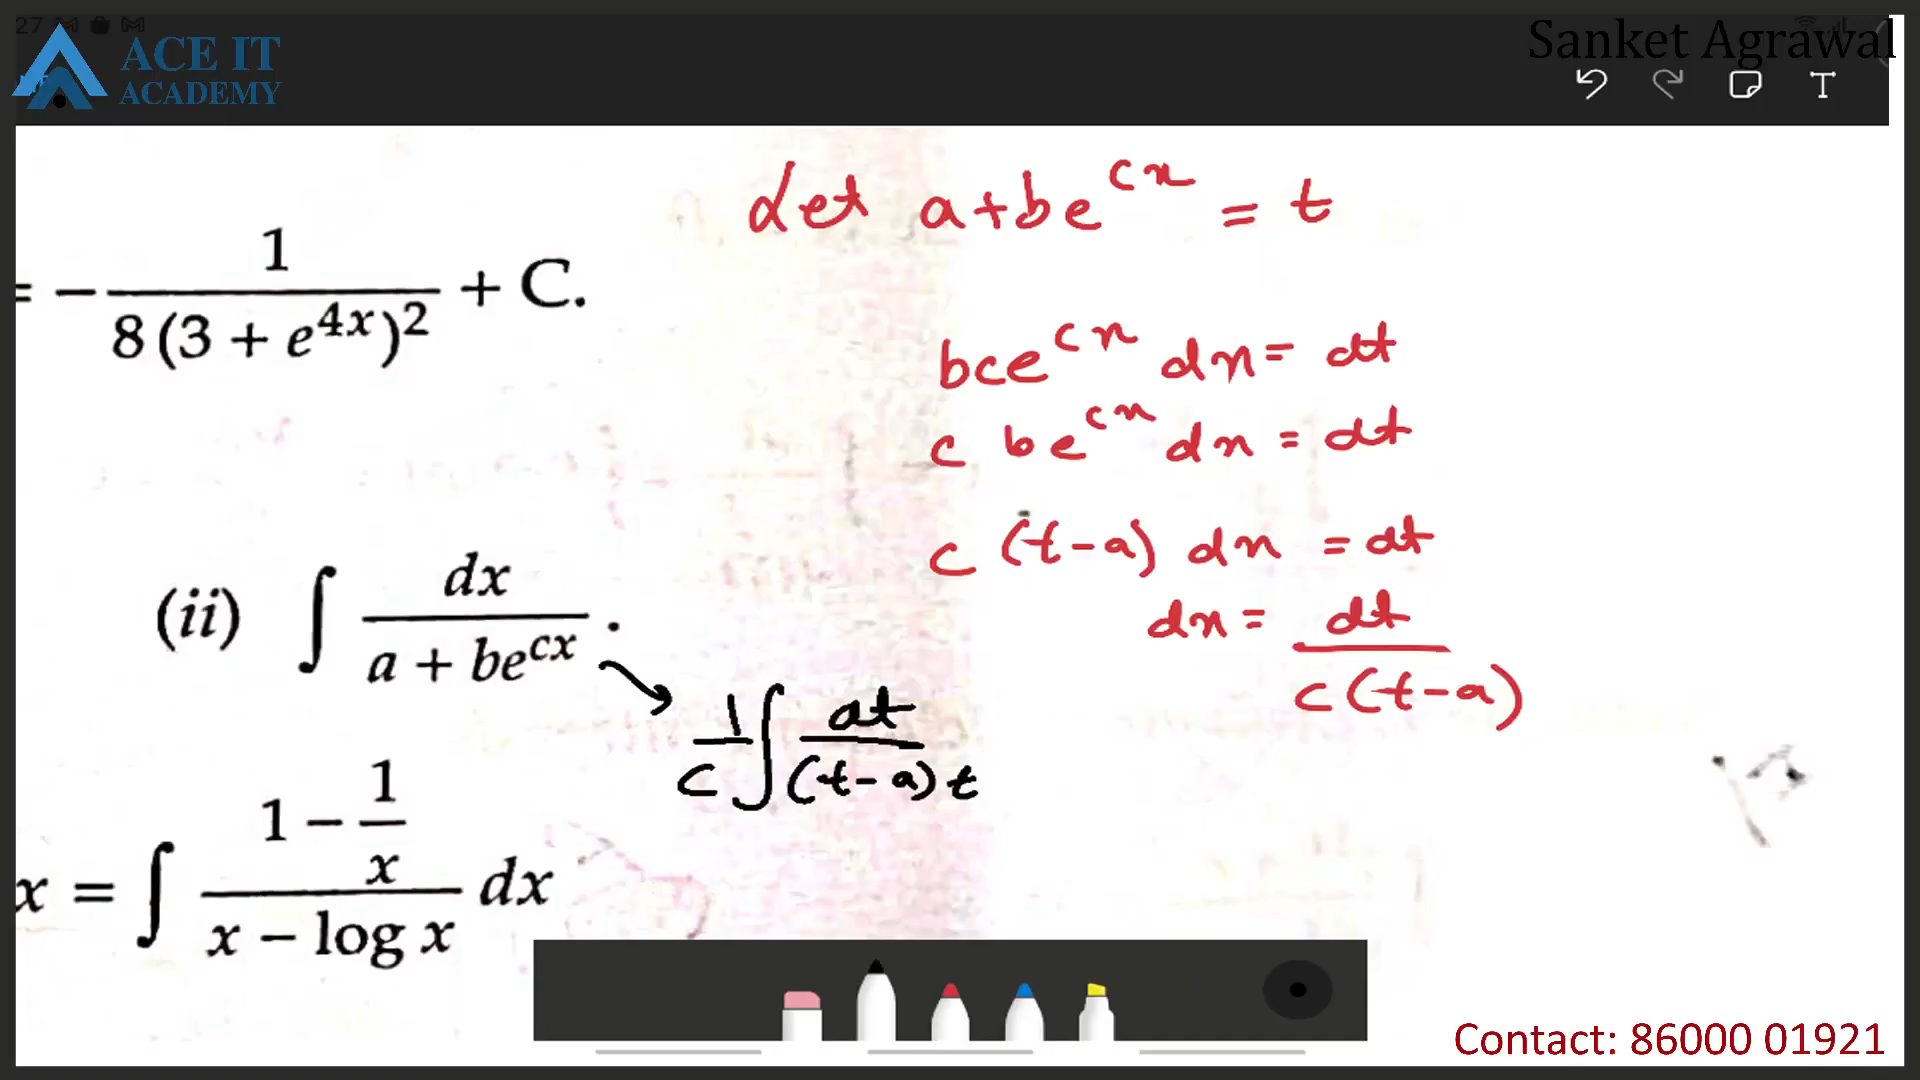 27
ACE IT
ACADEMY
Sanket Agrawal
T
= - 1/(8(3 + e^{4x})^2) + C.
Let a+be^{cx} = t
bce^{cx} dx = dt
c be^{cx} dx = dt
c (t-a) dx = dt
dx = dt/(c(t-a))
(ii) ∫ dx/(a + be^{cx}) .
1/c ∫ dt/((t-a)t)
x = ∫ (1 - 1/x)/(x - log x) dx
Contact: 86000 01921